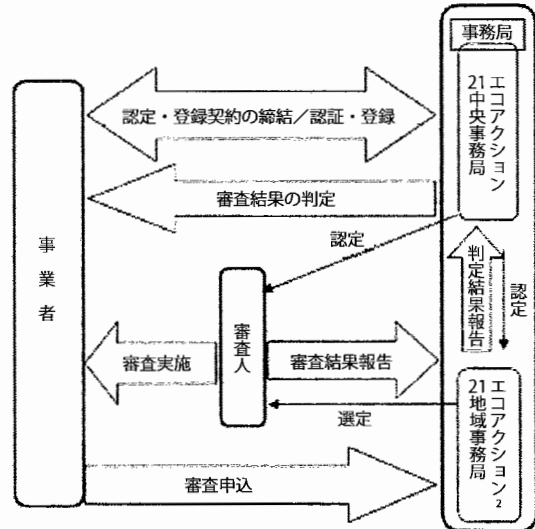 事務局
エコアクション
21中央事務局
認定・登録契約の締結／認証・登録
審査結果の判定
事業者
認定
判定結果報告
認定
審査人
審査実施
審査結果報告
エコアクション
21地域事務局
2
選定
審査申込